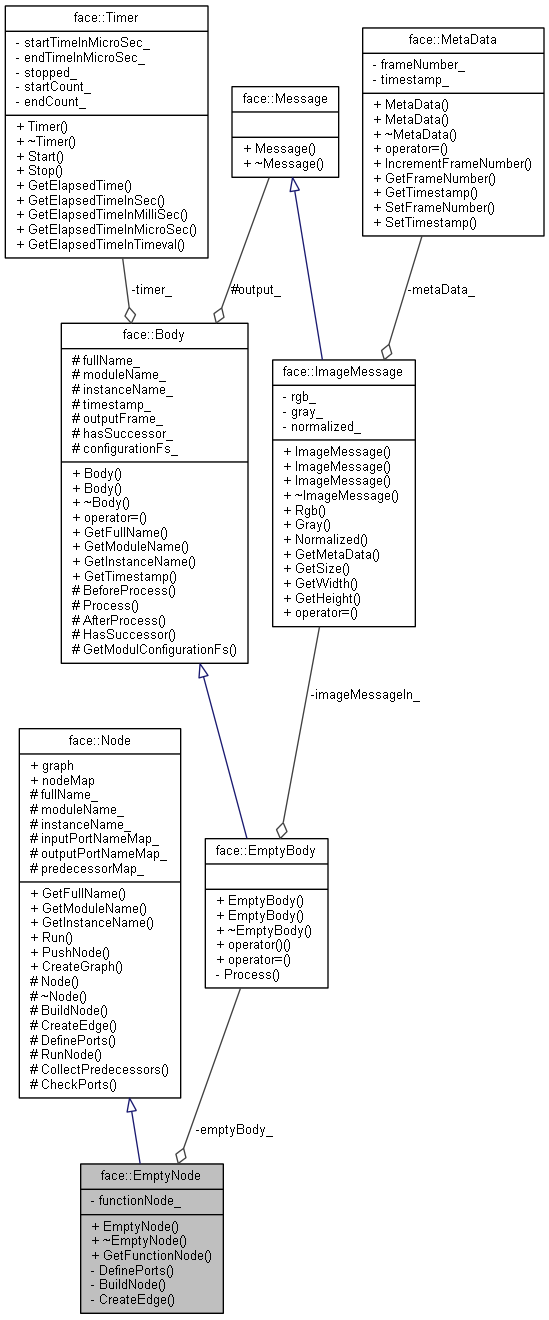 face::Timer
- startTimeInMicroSec_
- endTimeInMicroSec_
- stopped_
- startCount_
- endCount_
+ Timer()
+ ~Timer()
+ Start()
+ Stop()
+ GetElapsedTime()
+ GetElapsedTimeInSec()
+ GetElapsedTimeInMilliSec()
+ GetElapsedTimeInMicroSec()
+ GetElapsedTimeInTimeval()
face::Message
+ Message()
+ ~Message()
face::MetaData
- frameNumber_
- timestamp_
+ MetaData()
+ MetaData()
+ ~MetaData()
+ operator=()
+ IncrementFrameNumber()
+ GetFrameNumber()
+ GetTimestamp()
+ SetFrameNumber()
+ SetTimestamp()
-timer_
#output_
-metaData_
face::Body
# fullName_
# moduleName_
# instanceName_
# timestamp_
# outputFrame_
# hasSuccessor_
# configurationFs_
+ Body()
+ Body()
+ ~Body()
+ operator=()
+ GetFullName()
+ GetModuleName()
+ GetInstanceName()
+ GetTimestamp()
# BeforeProcess()
# Process()
# AfterProcess()
# HasSuccessor()
# GetModulConfigurationFs()
face::ImageMessage
- rgb_
- gray_
- normalized_
+ ImageMessage()
+ ImageMessage()
+ ImageMessage()
+ ~ImageMessage()
+ Rgb()
+ Gray()
+ Normalized()
+ GetMetaData()
+ GetSize()
+ GetWidth()
+ GetHeight()
+ operator=()
-imageMessageIn_
face::Node
+ graph
+ nodeMap
# fullName_
# moduleName_
# instanceName_
# inputPortNameMap_
# outputPortNameMap_
# predecessorMap_
+ GetFullName()
+ GetModuleName()
+ GetInstanceName()
+ Run()
+ PushNode()
+ CreateGraph()
# Node()
# ~Node()
# BuildNode()
# CreateEdge()
# DefinePorts()
# RunNode()
# CollectPredecessors()
# CheckPorts()
face::EmptyBody
+ EmptyBody()
+ EmptyBody()
+ ~EmptyBody()
+ operator()()
+ operator=()
- Process()
-emptyBody_
face::EmptyNode
- functionNode_
+ EmptyNode()
+ ~EmptyNode()
+ GetFunctionNode()
- DefinePorts()
- BuildNode()
- CreateEdge()